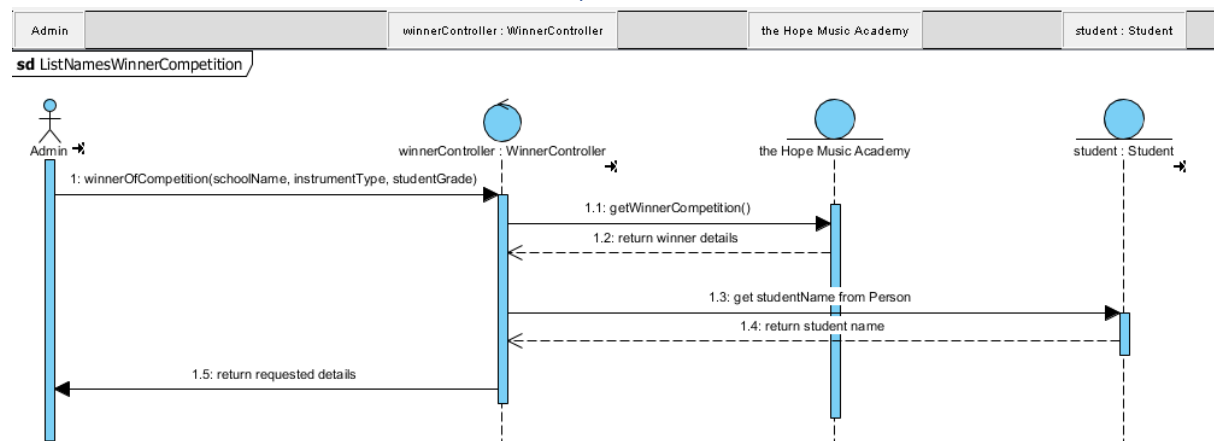 Admin
winnerController : WinnerController
the Hope Music Academy
student : Student
sd ListNamesWinnerCompetition
Admin
winnerController : WinnerController
the Hope Music Academy
student : Student
1: winnerOfCompetition(schoolName, instrumentType, studentGrade)
1.1: getWinnerCompetition()
1.2: return winner details
1.3: get studentName from Person
1.4: return student name
1.5: return requested details